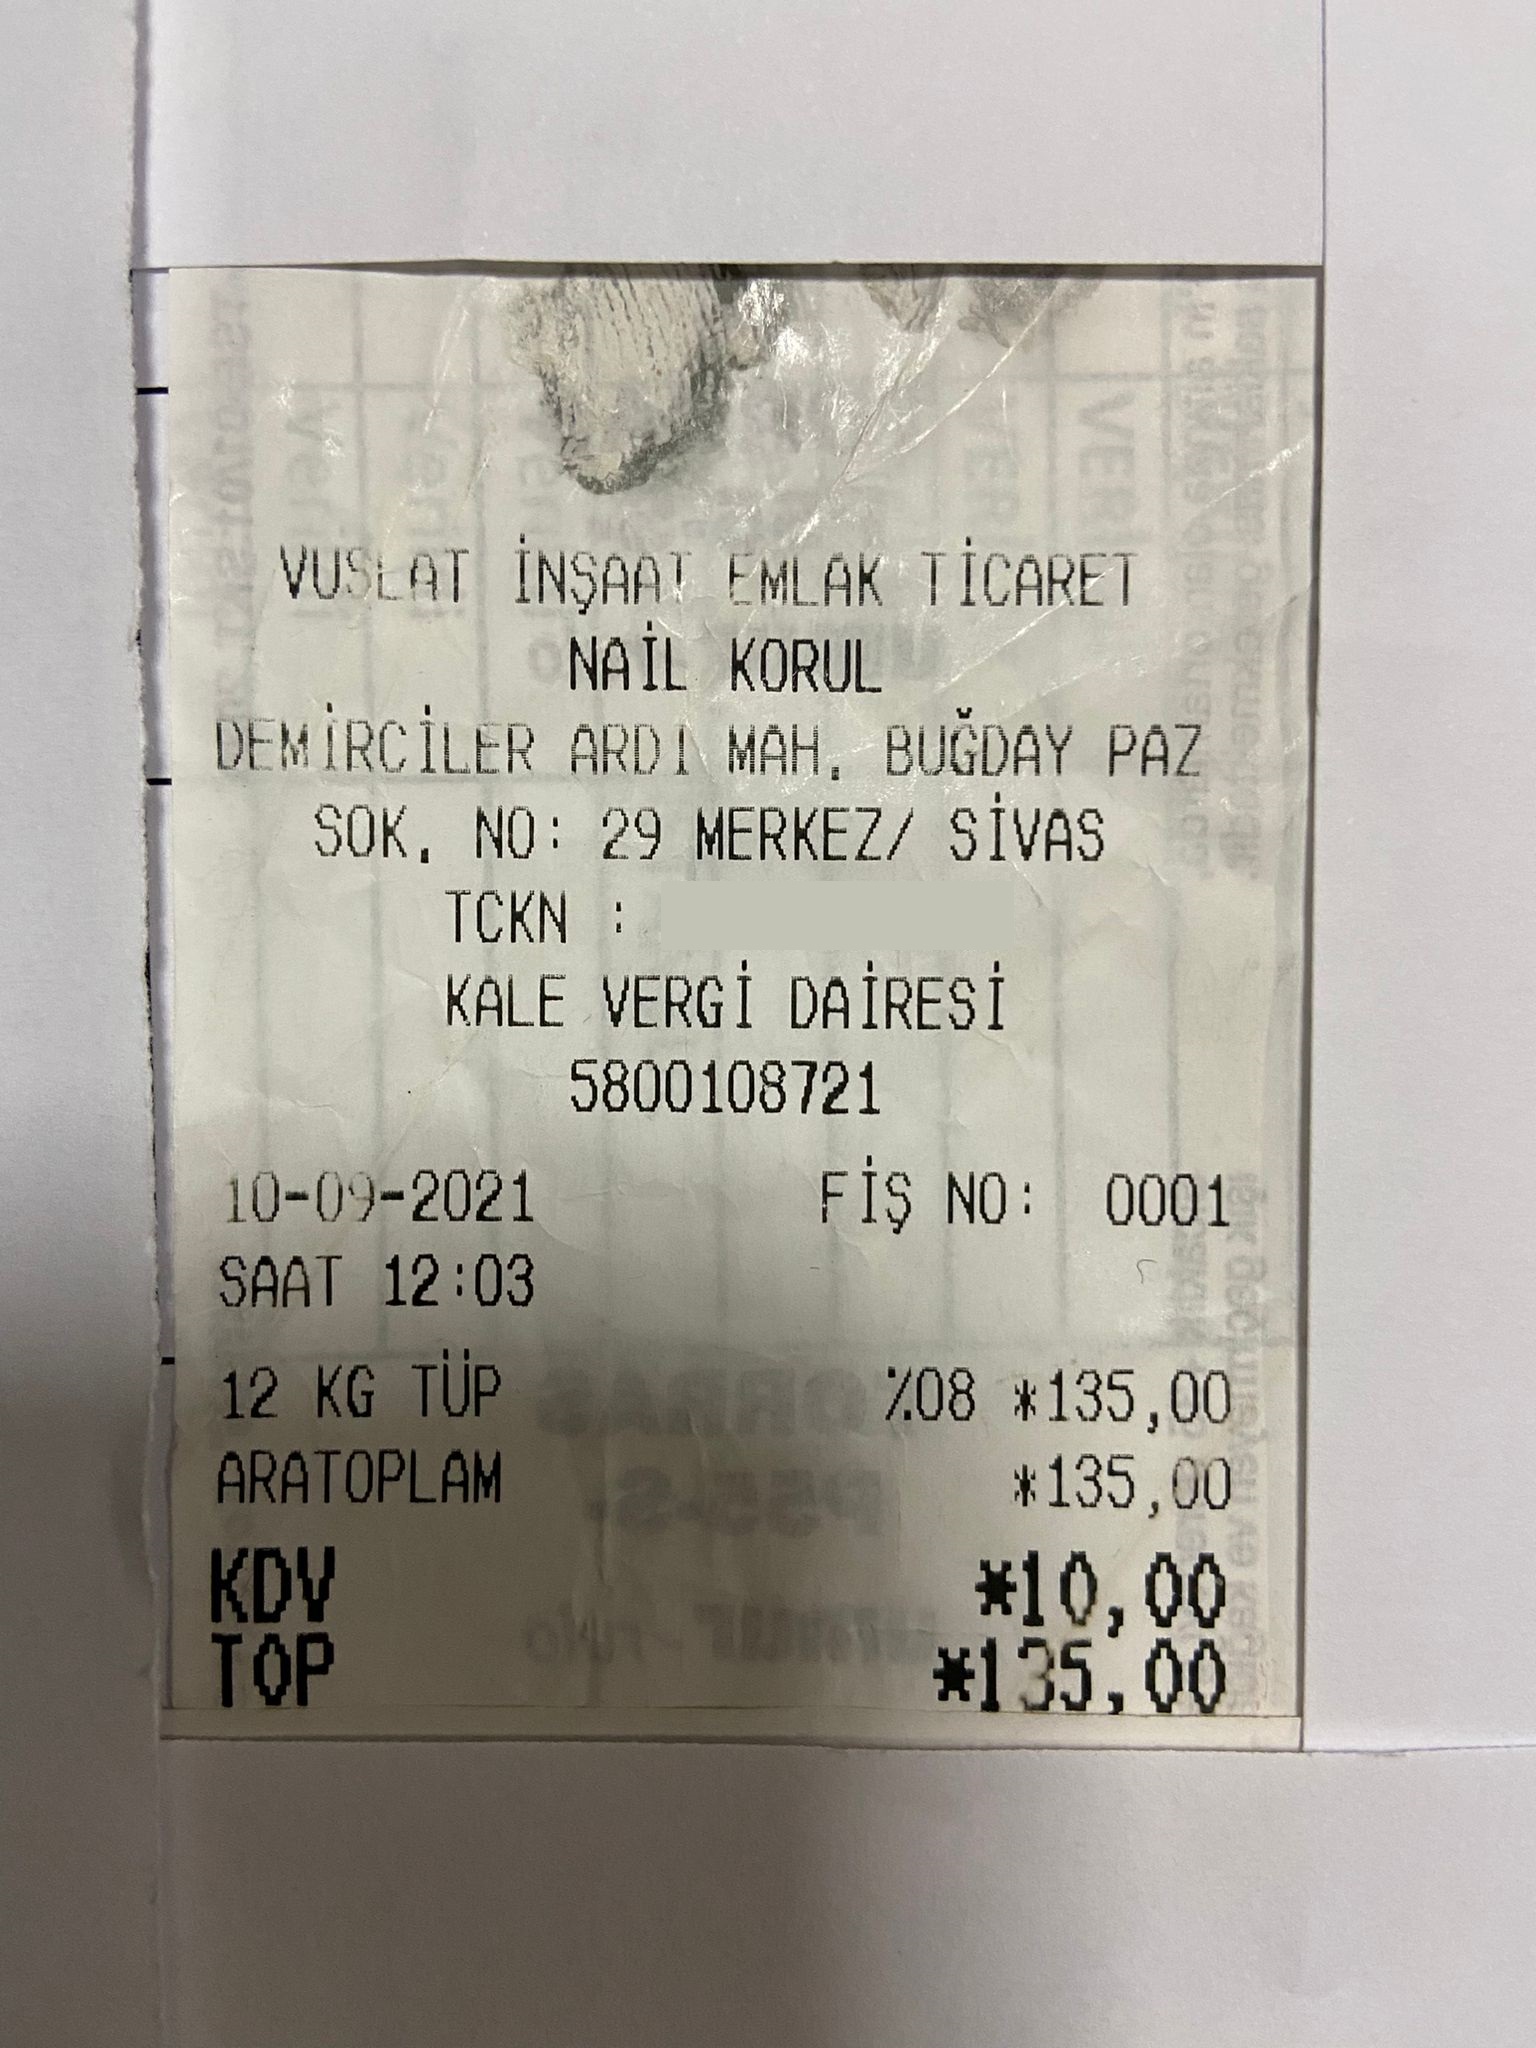 VUSLAT İNŞAAT EMLAK TİCARET
NAİL KORUL
DEMİRCİLER ARDI MAH. BUĞDAY PAZ
SOK. NO: 29 MERKEZ/ SİVAS
TCKN :
KALE VERGİ DAİRESİ
5800108721
10-09-2021 FİŞ NO: 0001
SAAT 12:03
12 KG TÜP %08 *135,00
ARATOPLAM *135,00
KDV *10,00
TOP *135,00